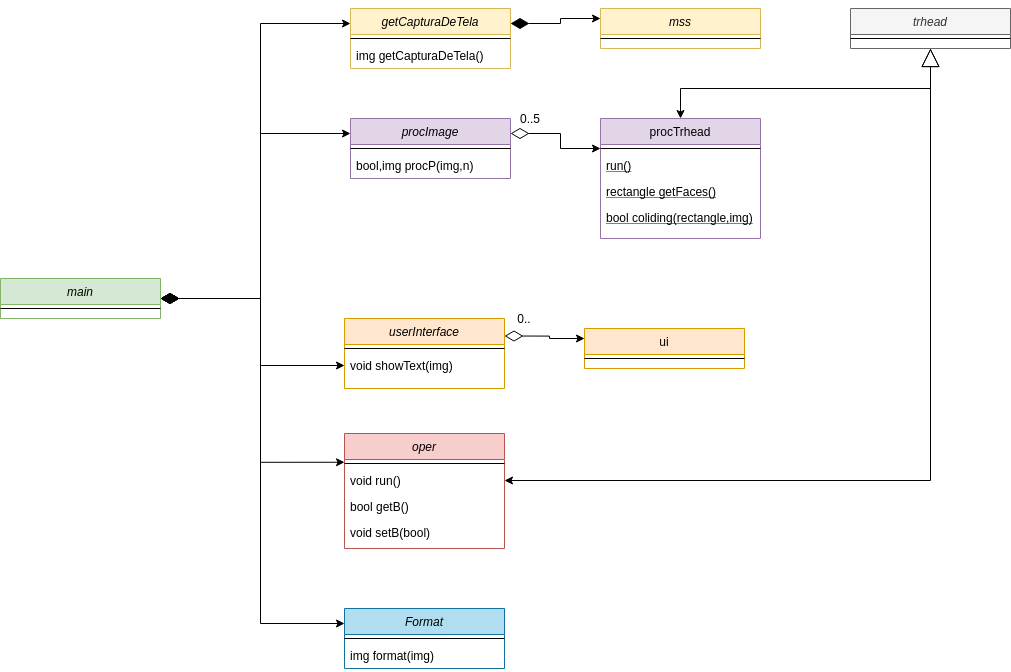 getCapturaDeTela
img getCapturaDeTela()
mss
trhead
procImage
bool,img procP(img,n)
0..5
procTrhead
run()
rectangle getFaces()
bool coliding(rectangle,img)
main
userInterface
void showText(img)
0..
ui
oper
void run()
bool getB()
void setB(bool)
Format
img format(img)